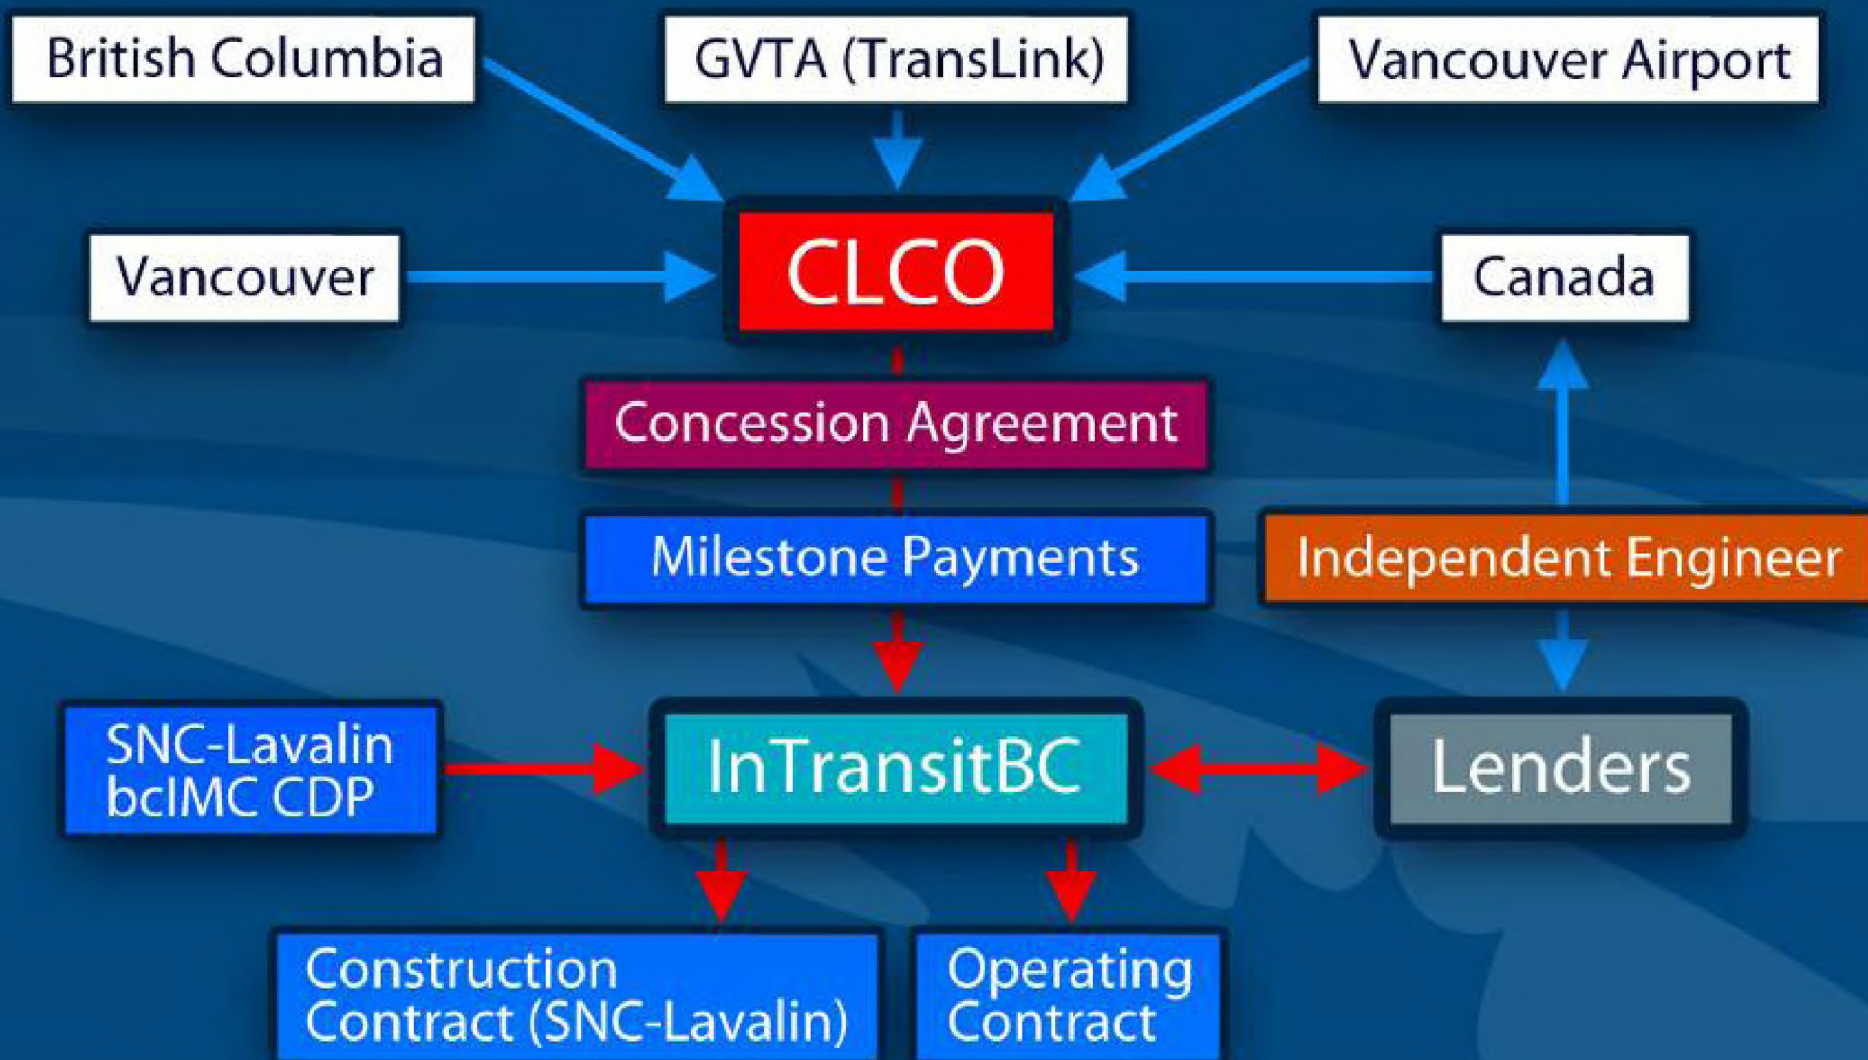 British Columbia
GVTA (TransLink)
Vancouver Airport
Vancouver
CLCO
Canada
Concession Agreement
Milestone Payments
Independent Engineer
SNC-Lavalin
bcIMC CDP
InTransitBC
Lenders
Construction
Contract (SNC-Lavalin)
Operating
Contract